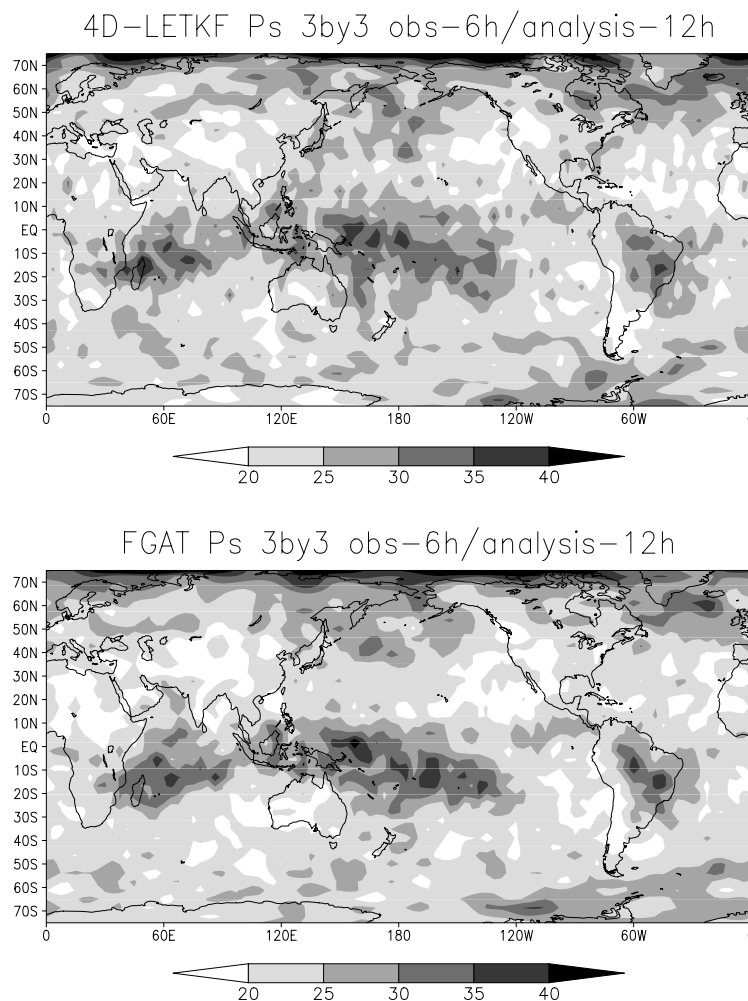 4D-LETKF Ps 3by3 obs-6h/analysis-12h
70N
60N
50N
40N
30N
20N
10N
EQ
10S
20S
30S
40S
50S
60S
70S
0 60E 120E 180 120W 60W
20 25 30 35 40
FGAT Ps 3by3 obs-6h/analysis-12h
70N
60N
50N
40N
30N
20N
10N
EQ
10S
20S
30S
40S
50S
60S
70S
0 60E 120E 180 120W 60W
20 25 30 35 40